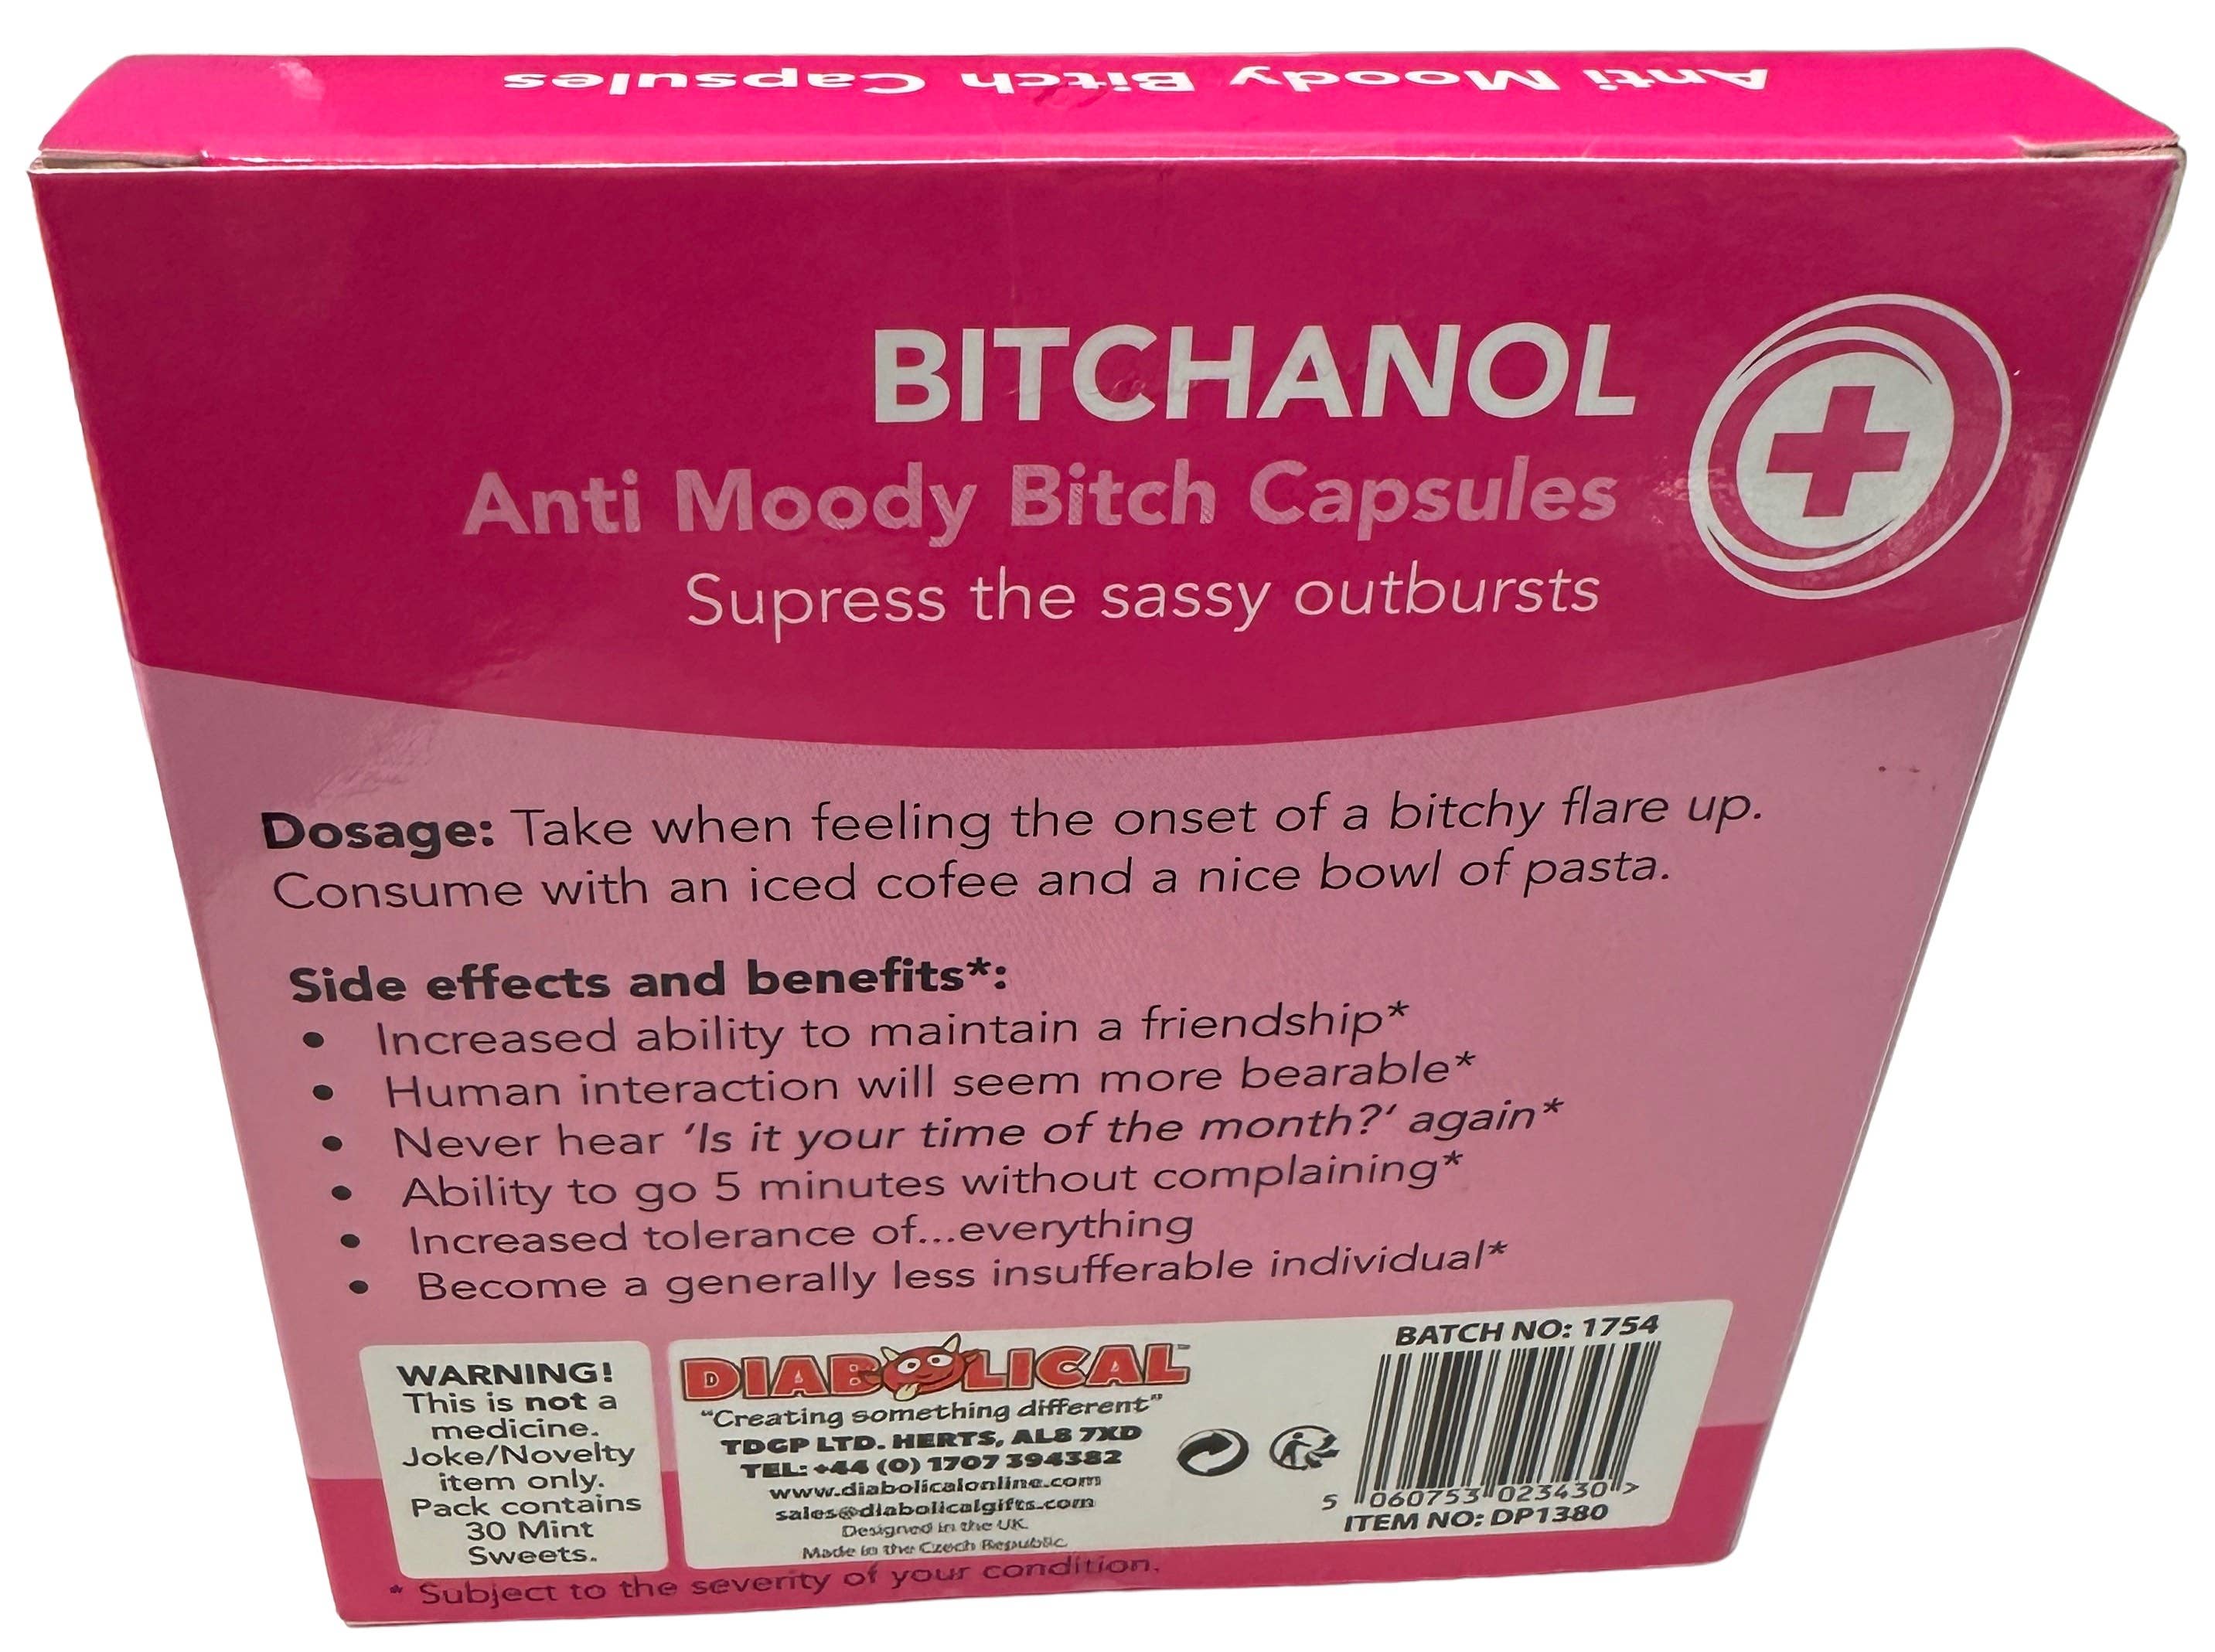 Anti Moody Bitch Capsules
BITCHANOL
Anti Moody Bitch Capsules
Supress the sassy outbursts
Dosage: Take when feeling the onset of a bitchy flare up.
Consume with an iced cofee and a nice bowl of pasta.
Side effects and benefits*:
• Increased ability to maintain a friendship*
• Human interaction will seem more bearable*
• Never hear ‘Is it your time of the month?‘ again*
• Ability to go 5 minutes without complaining*
• Increased tolerance of...everything
• Become a generally less insufferable individual*
WARNING!
This is not a
medicine.
Joke/Novelty
item only.
Pack contains
30 Mint
Sweets.
DIABOLICAL™
“Creating something different”
TDGP LTD. HERTS, AL8 7XD
TEL: +44 (0) 1707 394382
www.diabolicalonline.com
sales@diabolicalgifts.com
Designed in the UK
Made in the Czech Republic
BATCH NO: 1754
5 060753 023430 >
ITEM NO: DP1380
* Subject to the severity of your condition.